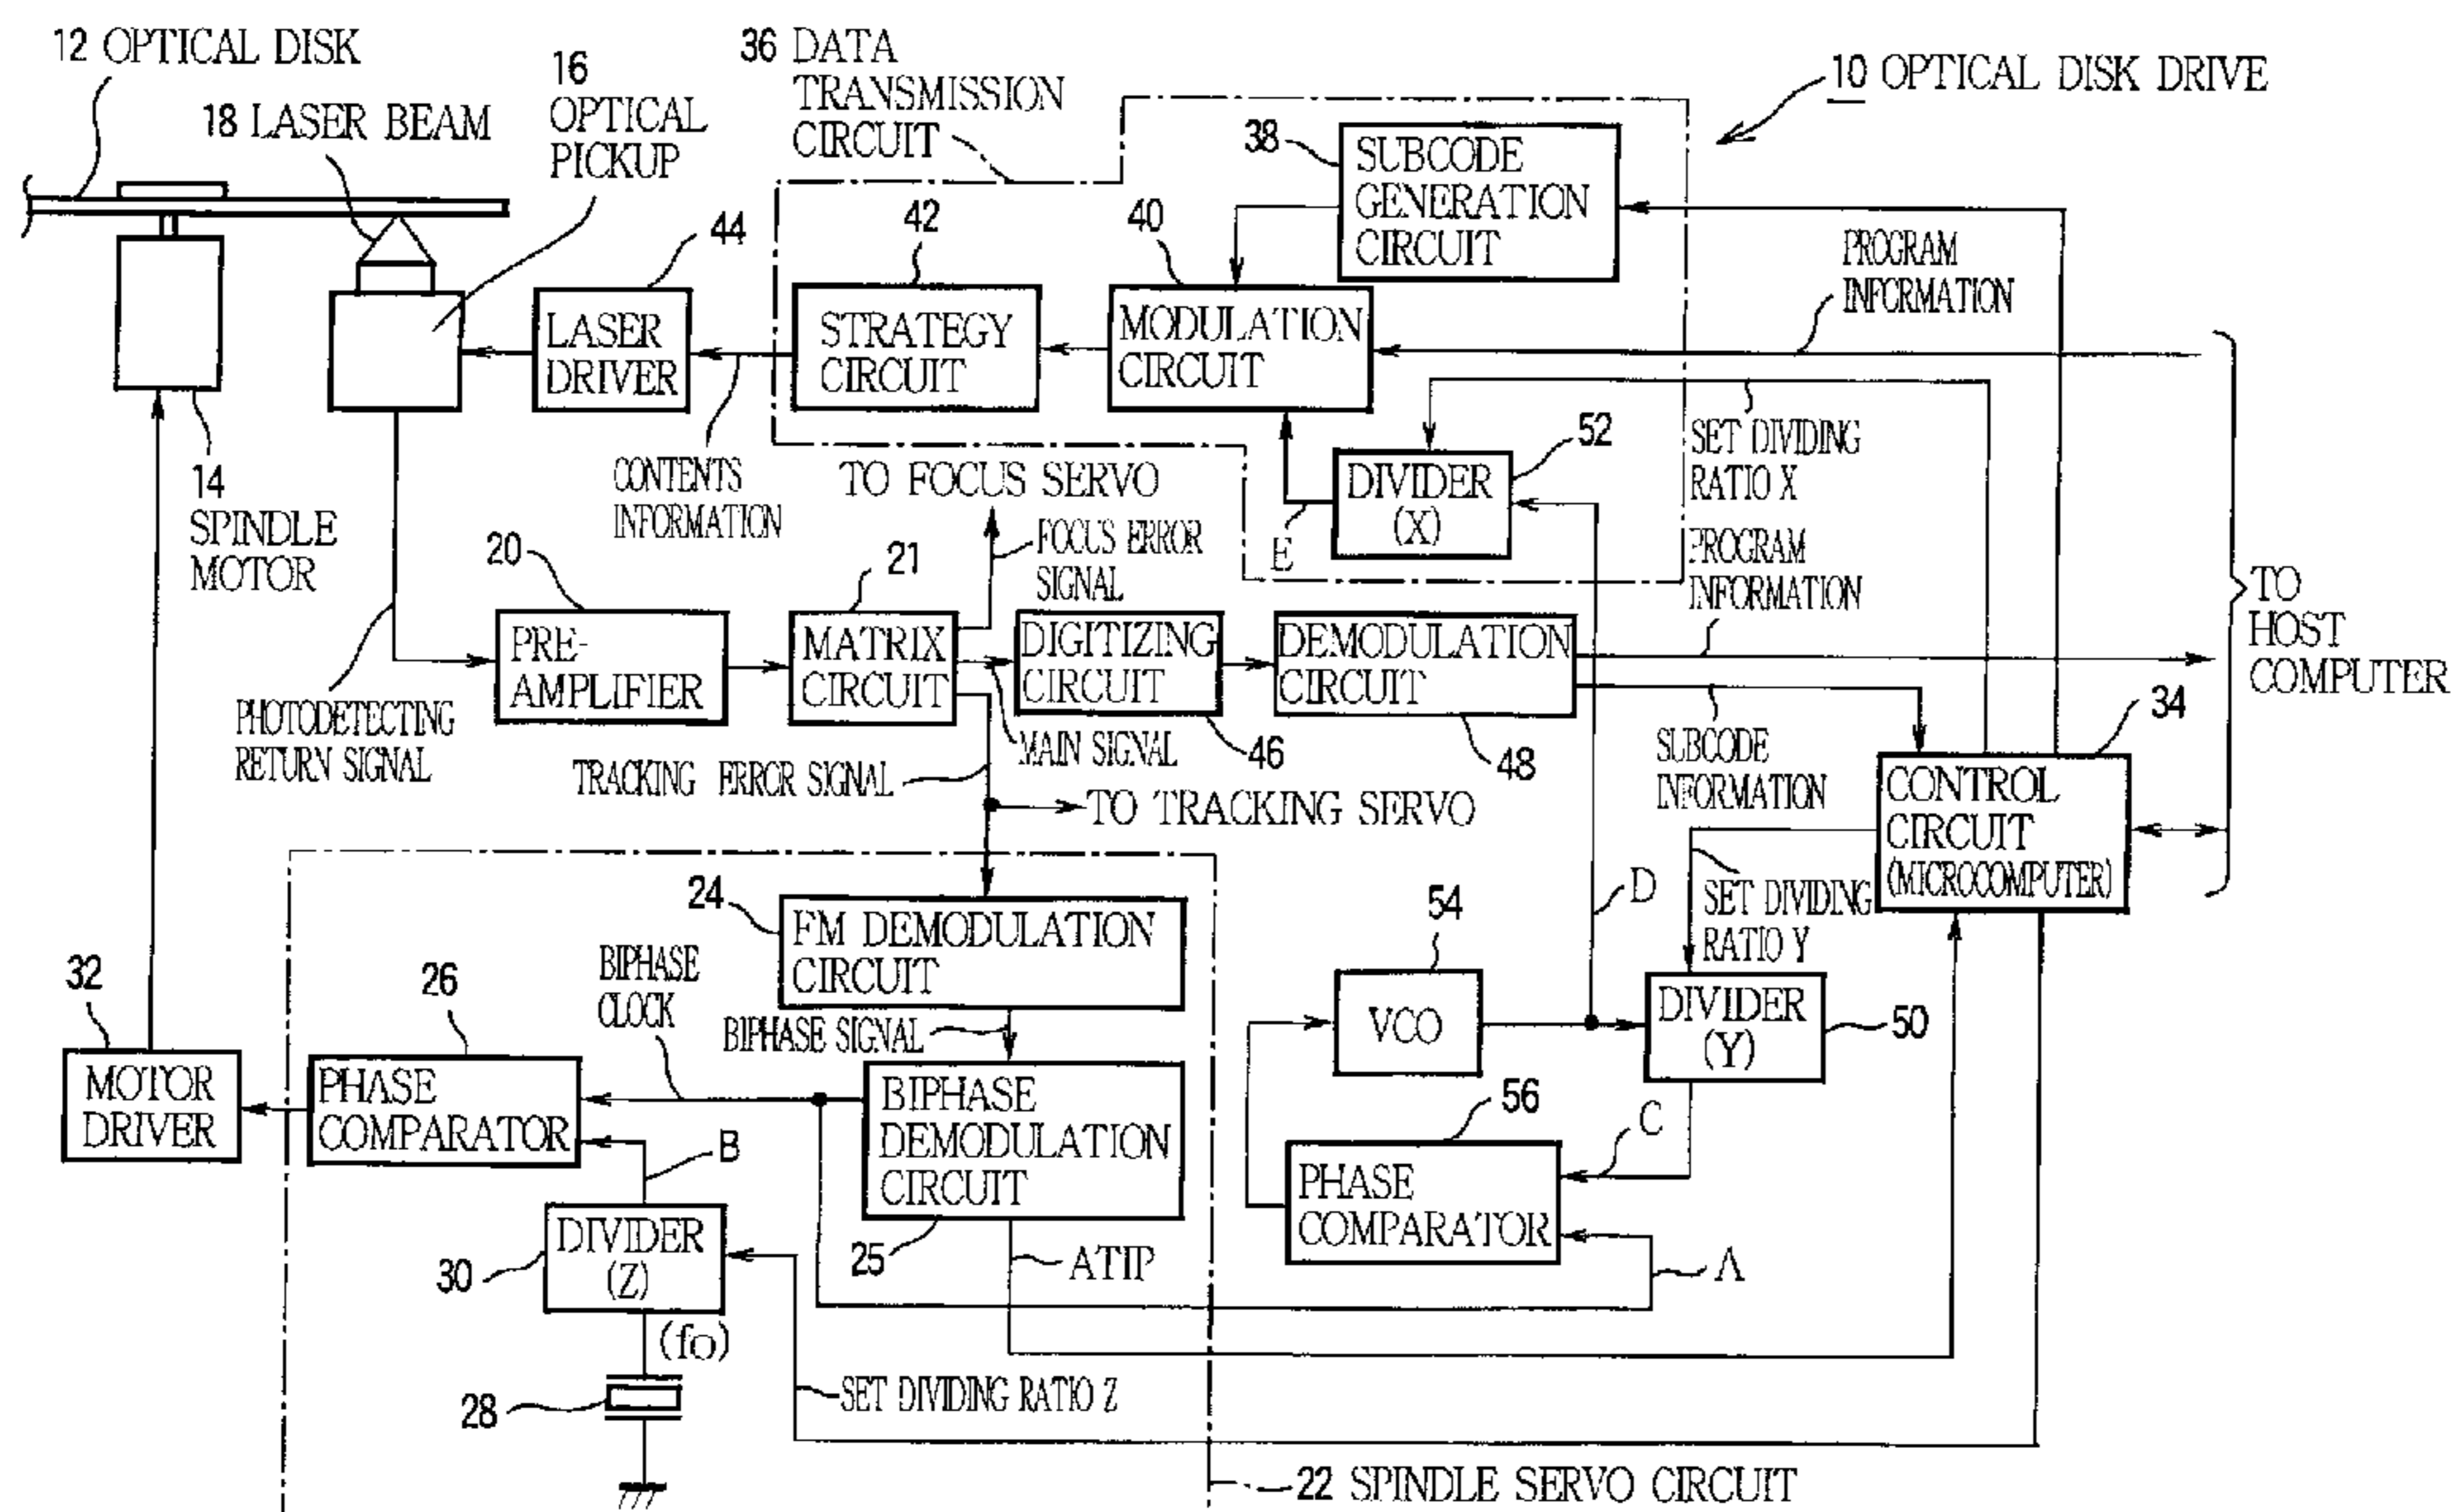 12 OPTICAL DISK
18 LASER BEAM
16
OPTICAL
PICKUP
36 DATA
TRANSMISSION
CIRCUIT
10 OPTICAL DISK DRIVE
38
SUBCODE
GENERATION
CIRCUIT
PROGRAM
INFORMATION
44
LASER
DRIVER
42
STRATEGY
CIRCUIT
40
MODULATION
CIRCUIT
14
SPINDLE
MOTOR
CONTENTS
INFORMATION
TO FOCUS SERVO
FOCUS ERROR
SIGNAL
E
DIVIDER
(X)
52
SET DIVIDING
RATIO X
PROGRAM
INFORMATION
TO
HOST
COMPUTER
20
PRE-
AMPLIFIER
21
MATRIX
CIRCUIT
DIGITIZING
CIRCUIT
46
DEMODULATION
CIRCUIT
48
PHOTODETECTING
RETURN SIGNAL
MAIN SIGNAL
TRACKING ERROR SIGNAL
TO TRACKING SERVO
SUBCODE
INFORMATION
34
CONTROL
CIRCUIT
(MICROCOMPUTER)
24
FM DEMODULATION
CIRCUIT
D
SET DIVIDING
RATIO Y
54
VCO
DIVIDER
(Y)
50
32
MOTOR
DRIVER
26
PHASE
COMPARATOR
BIPHASE
CLOCK
BIPHASE SIGNAL
BIPHASE
DEMODULATION
CIRCUIT
25
56
PHASE
COMPARATOR
C
A
B
DIVIDER
(Z)
30
ATIP
(fo)
28
SET DIVIDING RATIO Z
22 SPINDLE SERVO CIRCUIT